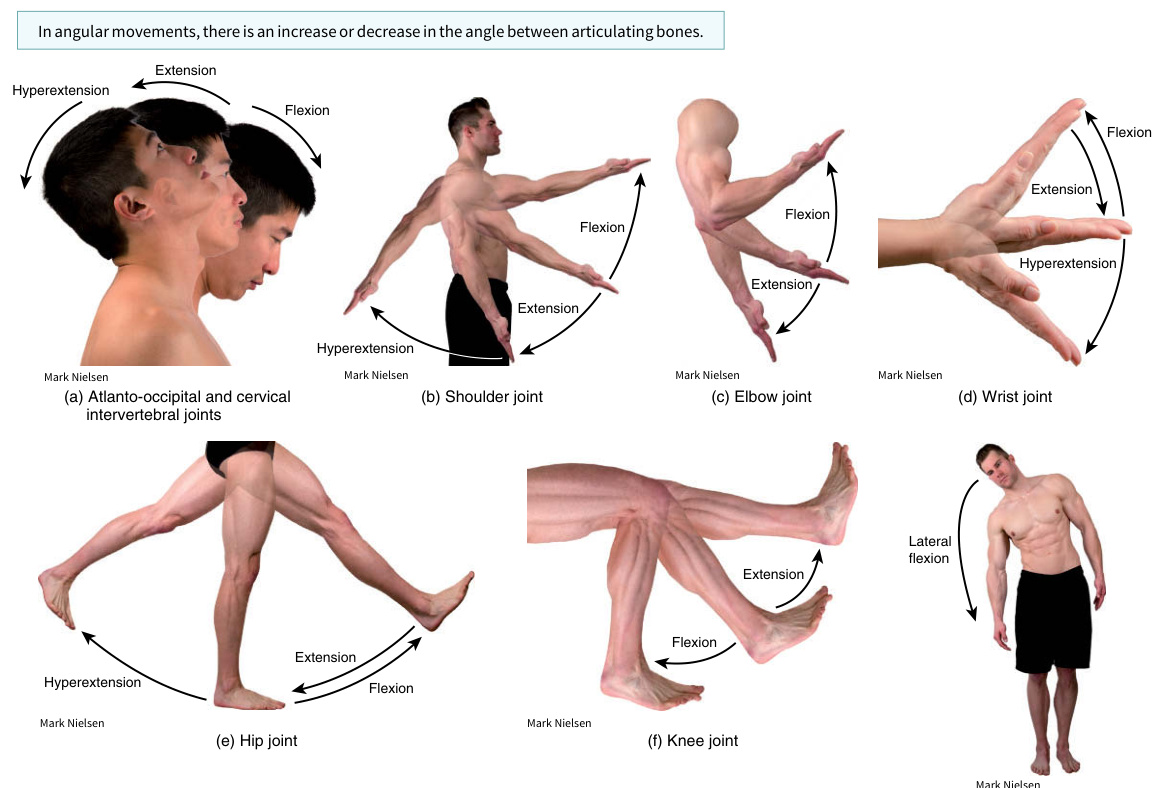 In angular movements, there is an increase or decrease in the angle between articulating bones.
Extension
Hyperextension
Flexion
Mark Nielsen
(a) Atlanto-occipital and cervical
intervertebral joints
Flexion
Extension
Hyperextension
Mark Nielsen
(b) Shoulder joint
Flexion
Extension
Mark Nielsen
(c) Elbow joint
Flexion
Extension
Hyperextension
Mark Nielsen
(d) Wrist joint
Extension
Flexion
Hyperextension
Mark Nielsen
(e) Hip joint
Extension
Flexion
Mark Nielsen
(f) Knee joint
Lateral
flexion
Mark Nielsen